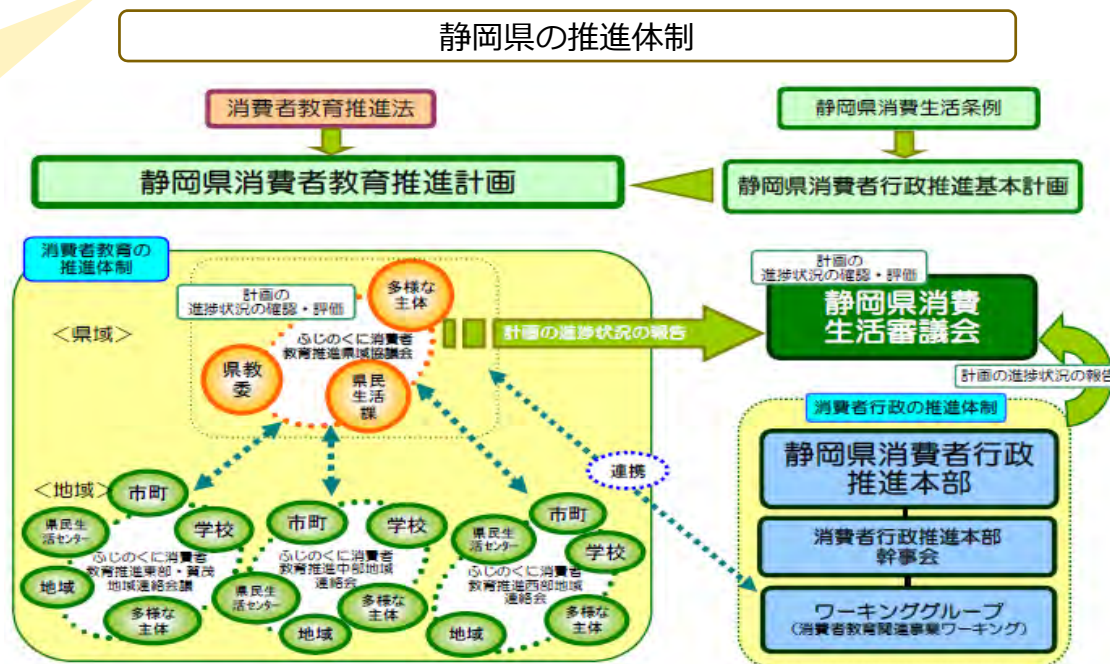 静岡県の推進体制
消費者教育推進法
静岡県消費生活条例
静岡県消費者教育推進計画
静岡県消費者行政推進基本計画
消費者教育の
推進体制
計画の
進捗状況の確認・評価
多様な
主体
<県域>
ふじのくに消費者
教育推進県域協議会
県教
委
県民
生活
課
計画の進捗状況の報告
計画の
進捗状況の確認・評価
静岡県消費
生活審議会
計画の進捗状況の報告
消費者行政の推進体制
静岡県消費者行政
推進本部
消費者行政推進本部
幹事会
ワーキンググループ
(消費者教育関連事業ワーキング)
連携
<地域>
市町
県民生
活センター
学校
ふじのくに消費者
教育推進東部・賀茂
地域連絡会議
地域
多様な
主体
市町
学校
ふじのくに消費者
教育推進中部地域
連絡会
県民生
活センター
多様な
主体
地域
市町
県民生
活センター
学校
ふじのくに消費者
教育推進西部地域
連絡会
多様な
主体
地域